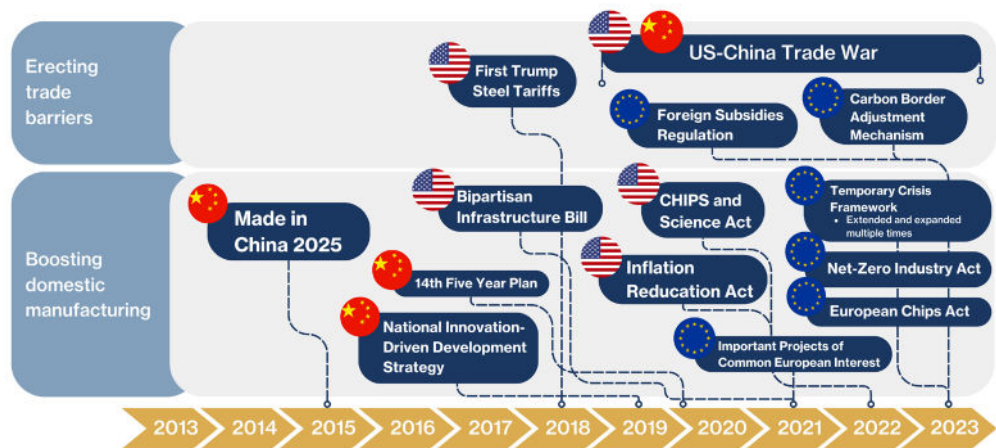 Erecting
trade
barriers
First Trump
Steel Tariffs
US-China Trade War
Foreign Subsidies
Regulation
Carbon Border
Adjustment
Mechanism
Boosting
domestic
manufacturing
Made in
China 2025
Bipartisan
Infrastructure Bill
14th Five Year Plan
National Innovation-
Driven Development
Strategy
CHIPS and
Science Act
Inflation
Reducation Act
Important Projects of
Common European Interest
Temporary Crisis
Framework
• Extended and expanded
multiple times
Net-Zero Industry Act
European Chips Act
2013 2014 2015 2016 2017 2018 2019 2020 2021 2022 2023